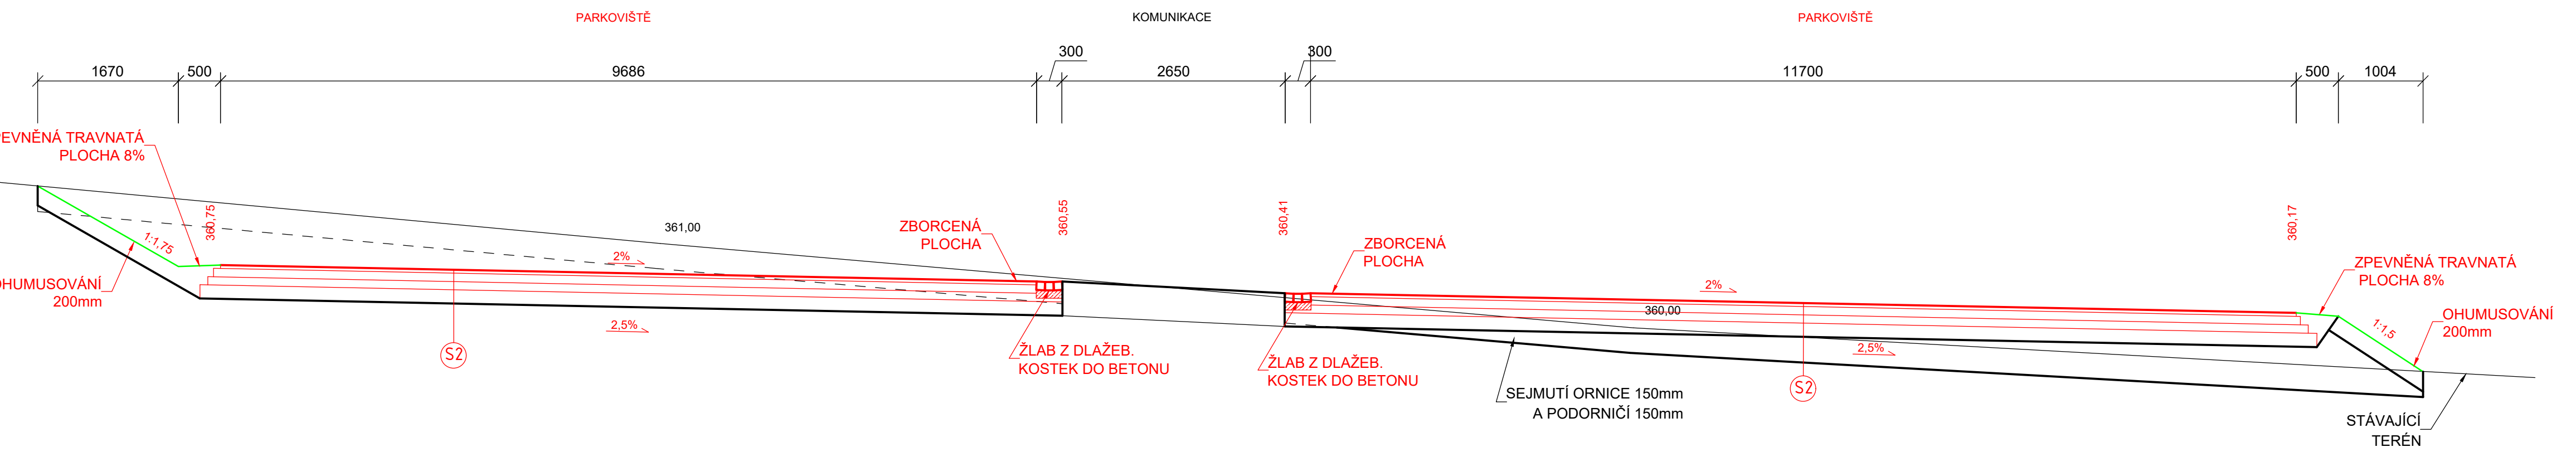 PARKOVIŠTĚ
KOMUNIKACE
PARKOVIŠTĚ
300
300
1670
500
9686
2650
11700
500
1004
TRAVNATÁ
PLOCHA 8%
360,75
361,00
ZBORCENÁ
PLOCHA
360,55
360,41
ZBORCENÁ
PLOCHA
360,17
ZPEVNĚNÁ TRAVNATÁ
PLOCHA 8%
1:1,75
2%
2%
200mm
2,5%
360,00
OHUMUSOVÁNÍ
200mm
1:1,5
S2
ŽLAB Z DLAŽEB.
KOSTEK DO BETONU
ŽLAB Z DLAŽEB.
KOSTEK DO BETONU
2,5%
S2
SEJMUTÍ ORNICE 150mm
A PODORNIČÍ 150mm
STÁVAJÍCÍ
TERÉN